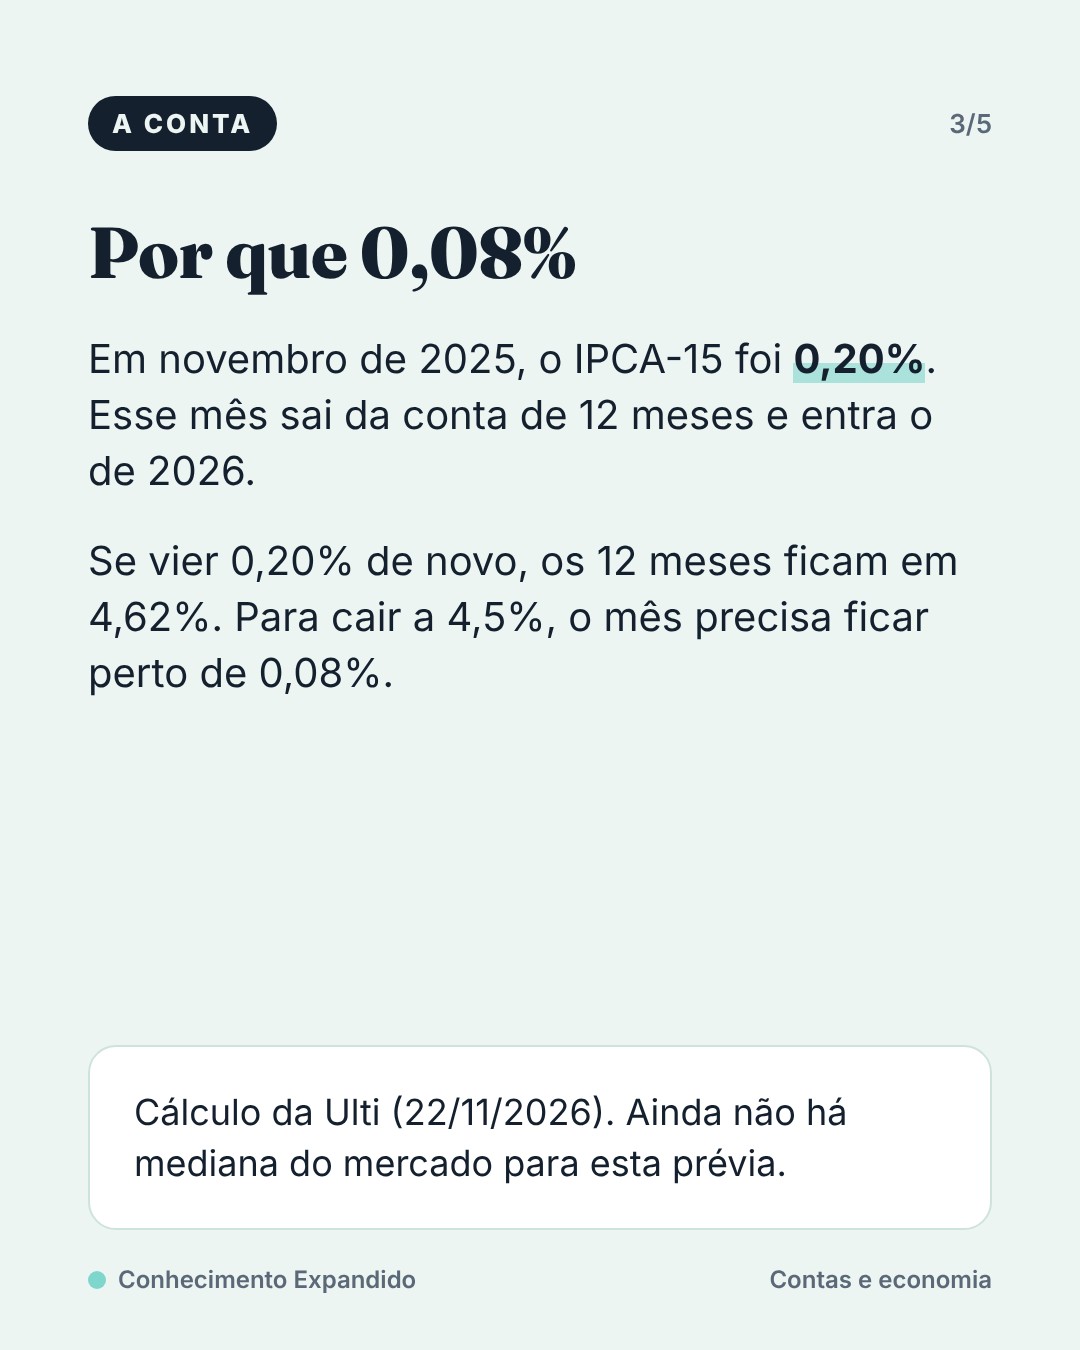 A CONTA
3/5
Por que 0,08%
Em novembro de 2025, o IPCA-15 foi 0,20%.
Esse mês sai da conta de 12 meses e entra o
de 2026.
Se vier 0,20% de novo, os 12 meses ficam em
4,62%. Para cair a 4,5%, o mês precisa ficar
perto de 0,08%.
Cálculo da Ulti (22/11/2026). Ainda não há
mediana do mercado para esta prévia.
Conhecimento Expandido
Contas e economia